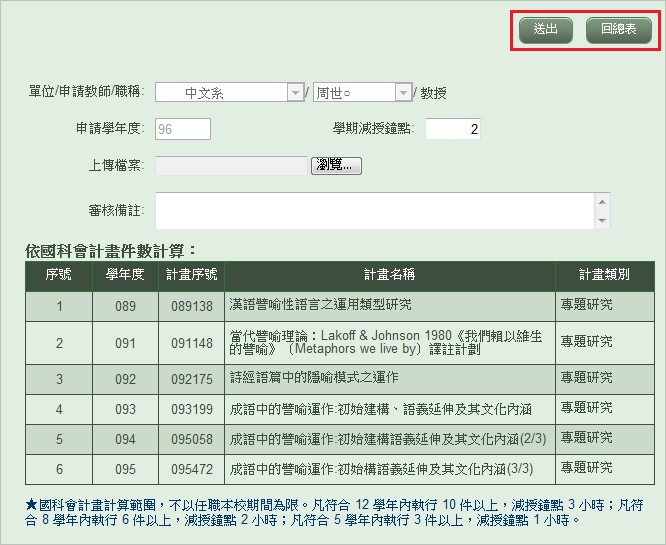 送出 回總表
單位/申請教師/職稱: 中文系 / 周世○ / 教授
申請學年度: 96 學期減授鐘點: 2
上傳檔案: 瀏覽...
審核備註:
依國科會計畫件數計算：
序號 學年度 計畫序號 計畫名稱 計畫類別
1 089 089138 漢語譬喻性語言之運用類型研究 專題研究
2 091 091148 當代譬喻理論：Lakoff & Johnson 1980《我們賴以維生
的譬喻》〔Metaphors we live by〕譯註計劃 專題研究
3 092 092175 詩經語篇中的隱喻模式之運作 專題研究
4 093 093199 成語中的譬喻運作:初始建構、語義延伸及其文化內涵 專題研究
5 094 095058 成語中的譬喻運作:初始建構語義延伸及其文化內涵(2/3) 專題研究
6 095 095472 成語中的譬喻運作:初始構語義延伸及其文化內涵(3/3) 專題研究
★國科會計畫計算範圍，不以任職本校期間為限。凡符合 12 學年內執行 10 件以上，減授鐘點 3 小時；凡符
合 8 學年內執行 6 件以上，減授鐘點 2 小時；凡符合 5 學年內執行 3 件以上，減授鐘點 1 小時。